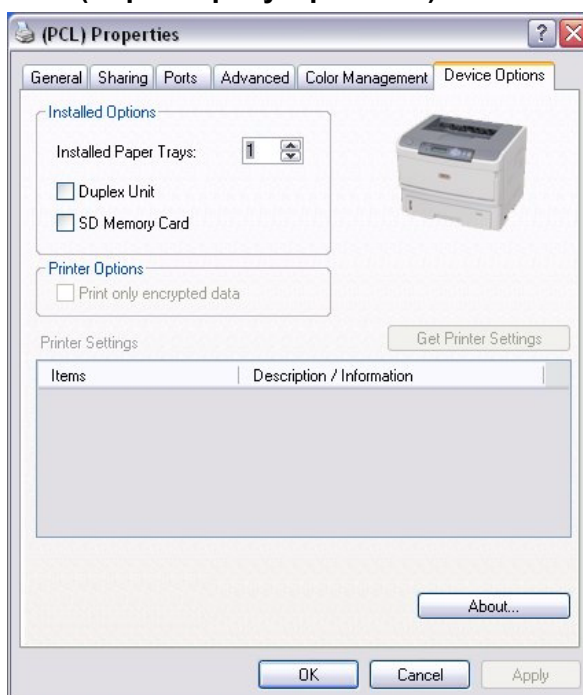 (PCL) Properties
General Sharing Ports Advanced Color Management Device Options
Installed Options
Installed Paper Trays: 1
Duplex Unit
SD Memory Card
Printer Options
Print only encrypted data
Printer Settings Get Printer Settings
Items Description / Information
About...
OK Cancel Apply